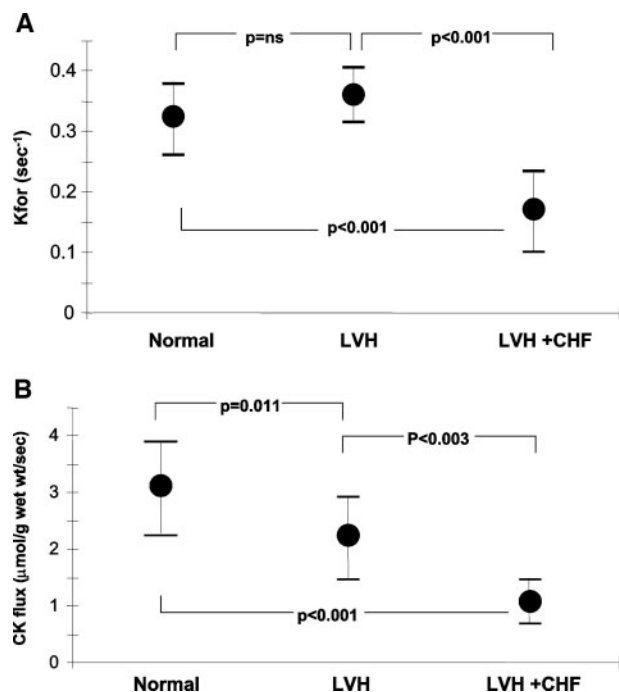 A
p=ns
p<0.001
0.4
0.3
0.2
0.1
0
Kfor (sec⁻¹)
p<0.001
Normal
LVH
LVH +CHF
B
p=0.011
P<0.003
4
3
2
1
0
CK flux (μmol/g wet wt/sec)
p<0.001
Normal
LVH
LVH +CHF